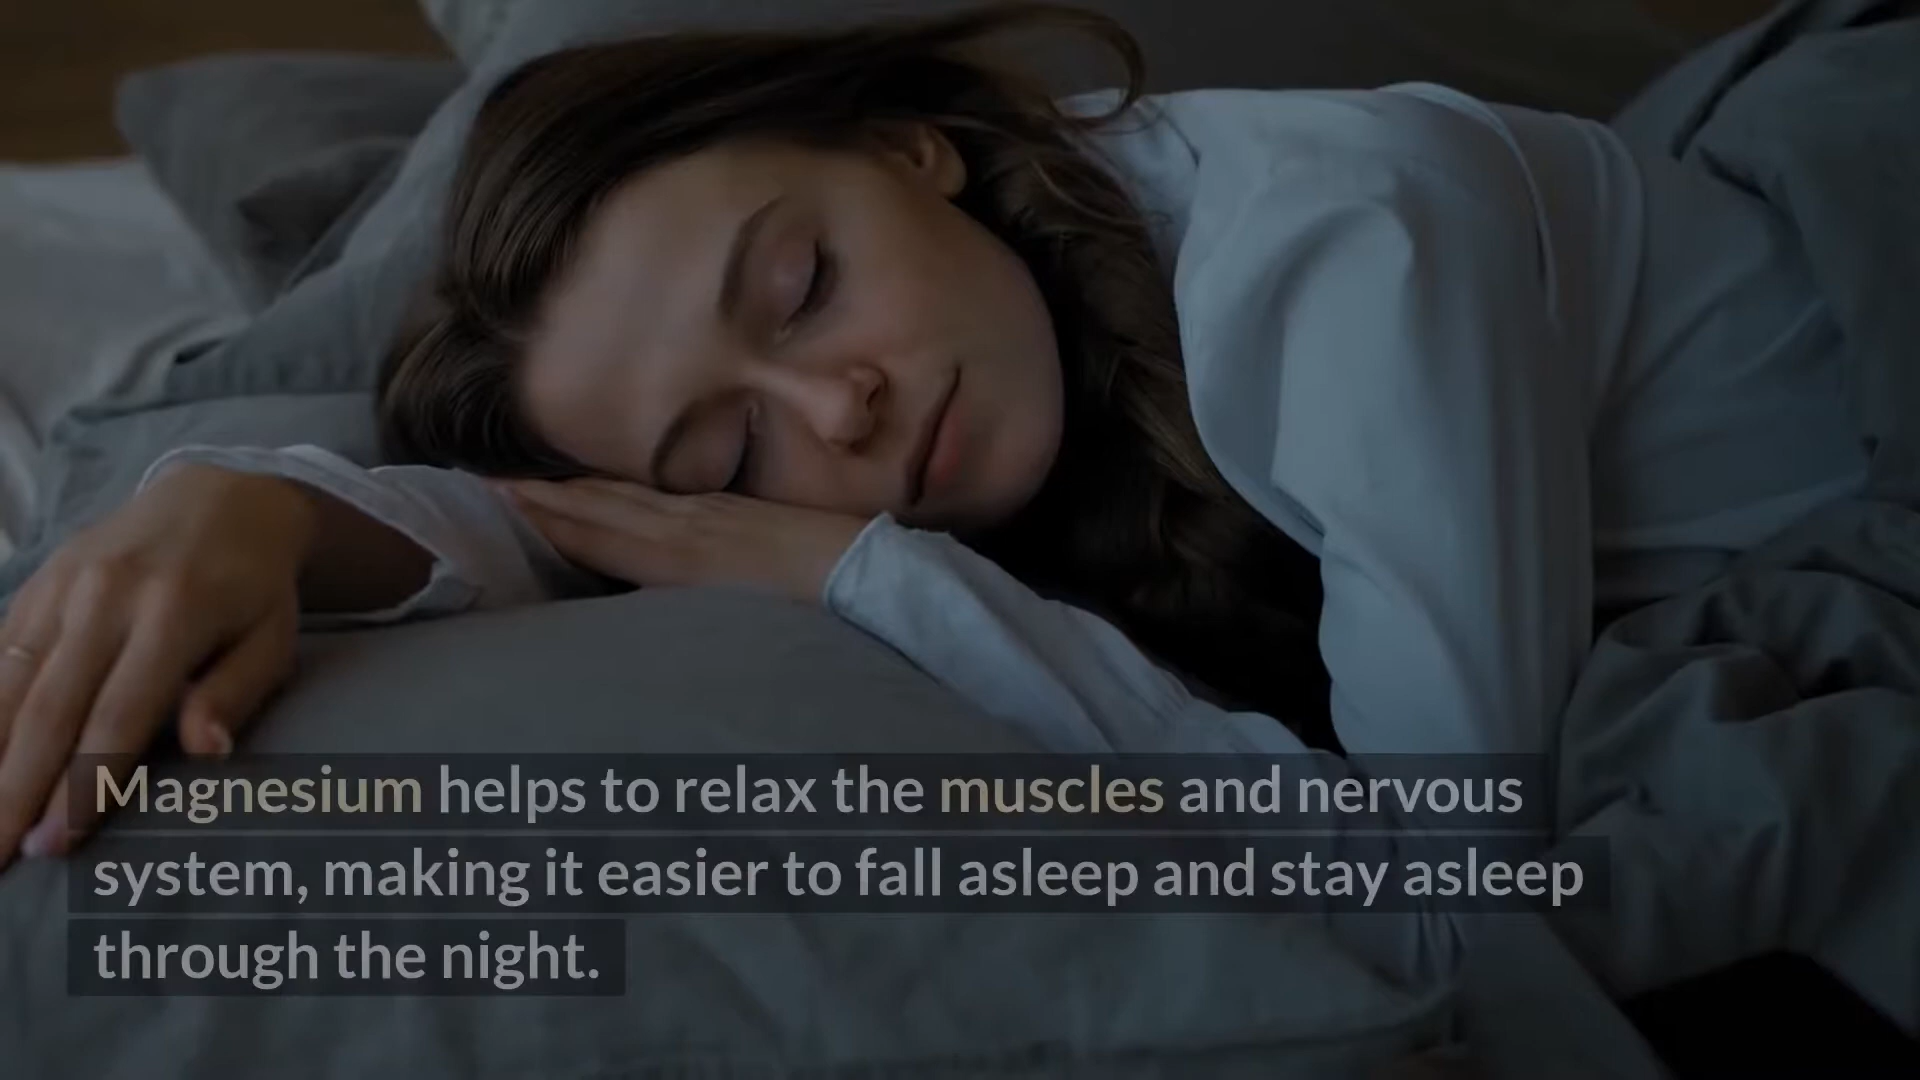 Magnesium helps to relax the muscles and nervous
system, making it easier to fall asleep and stay asleep
through the night.